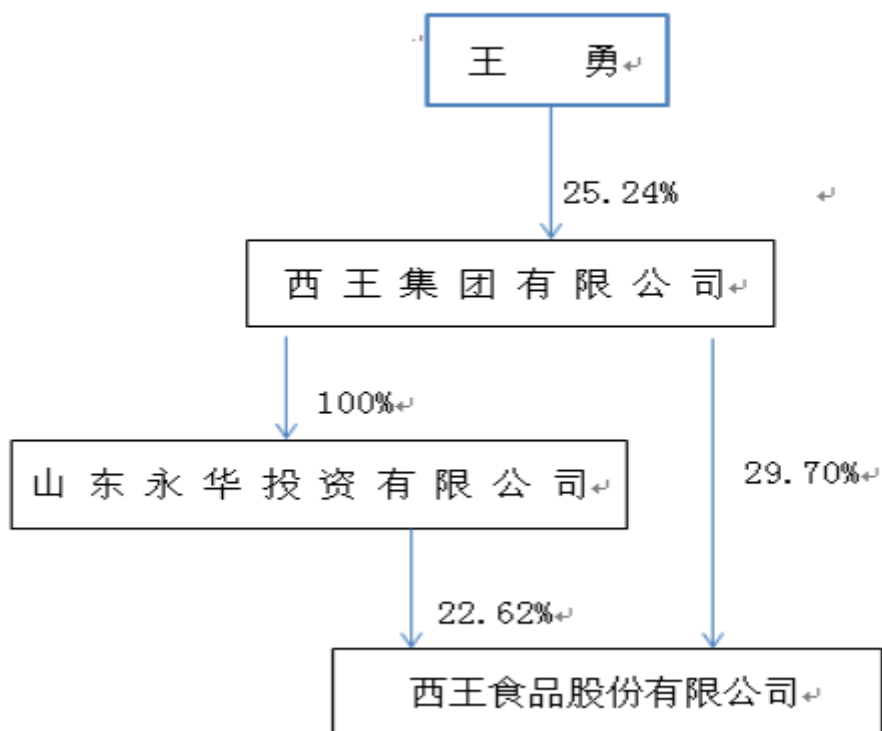 王 勇
25.24%
西王集团有限公司
100%
山东永华投资有限公司
29.70%
22.62%
西王食品股份有限公司